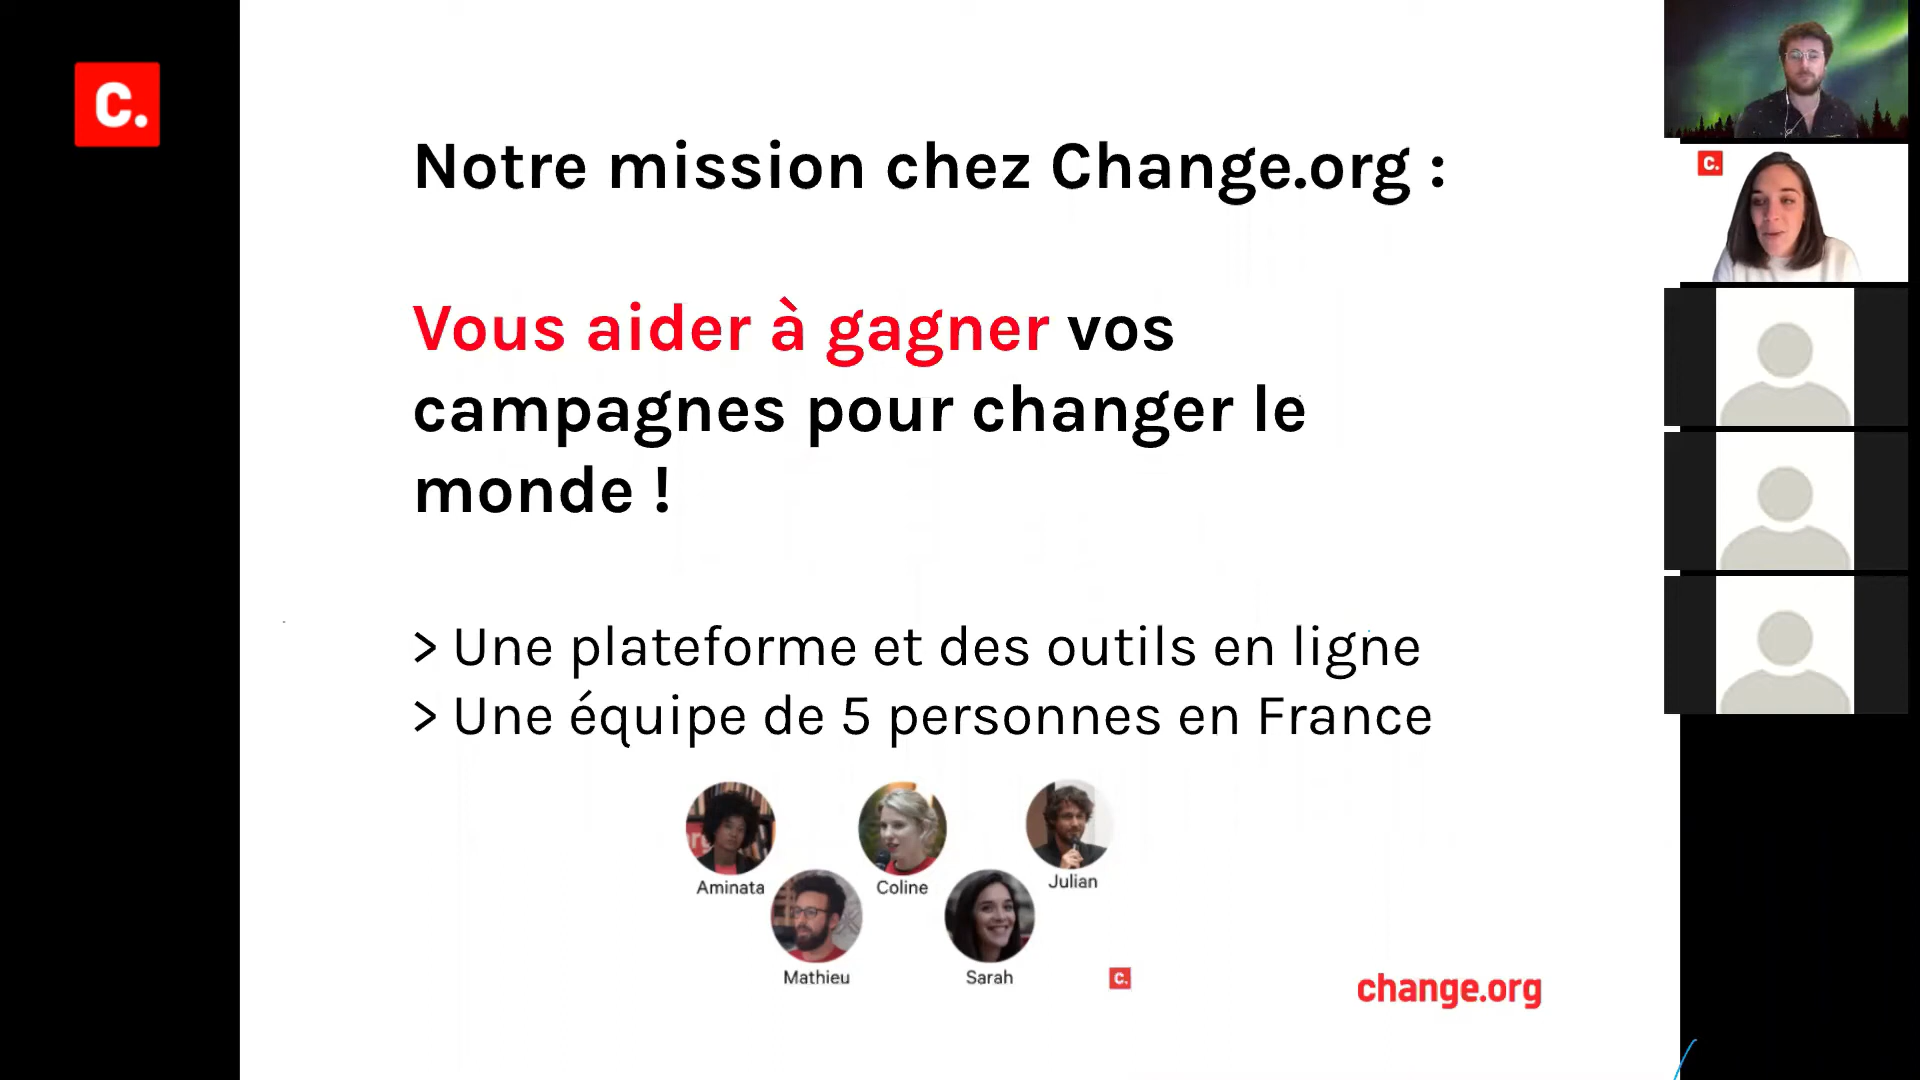 C.
Notre mission chez Change.org :
C.
Vous aider à gagner vos
campagnes pour changer le
monde !
> Une plateforme et des outils en ligne
> Une équipe de 5 personnes en France
Aminata
Coline
Julian
Mathieu
Sarah
C.
change.org